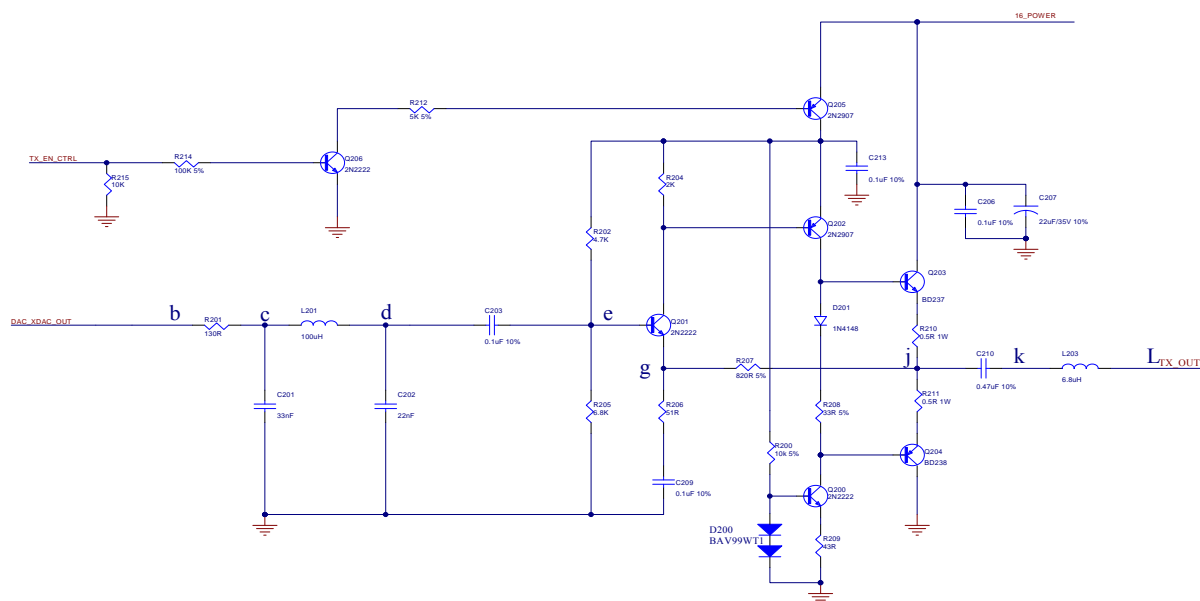 16_POWER
R212
5K 5%
Q205
2N2907
TX_EN_CTRL
R214
100K 5%
Q206
2N2222
R215
10K
C213
0.1uF 10%
R204
2K
C206
0.1uF 10%
C207
22uF/35V 10%
Q202
2N2907
R202
4.7K
Q203
BD237
DAC_XDAC_OUT
b
R201
130R
c
L201
100uH
d
C203
0.1uF 10%
e
Q201
2N2222
D201
1N4148
R210
0.5R 1W
g
R207
820R 5%
j
C210
0.47uF 10%
k
L203
6.8uH
L
TX_OUT
C201
33nF
C202
22nF
R205
6.8K
R206
51R
R208
33R 5%
R211
0.5R 1W
R200
10k 5%
Q204
BD238
C209
0.1uF 10%
Q200
2N2222
D200
BAV99WT1
R209
43R